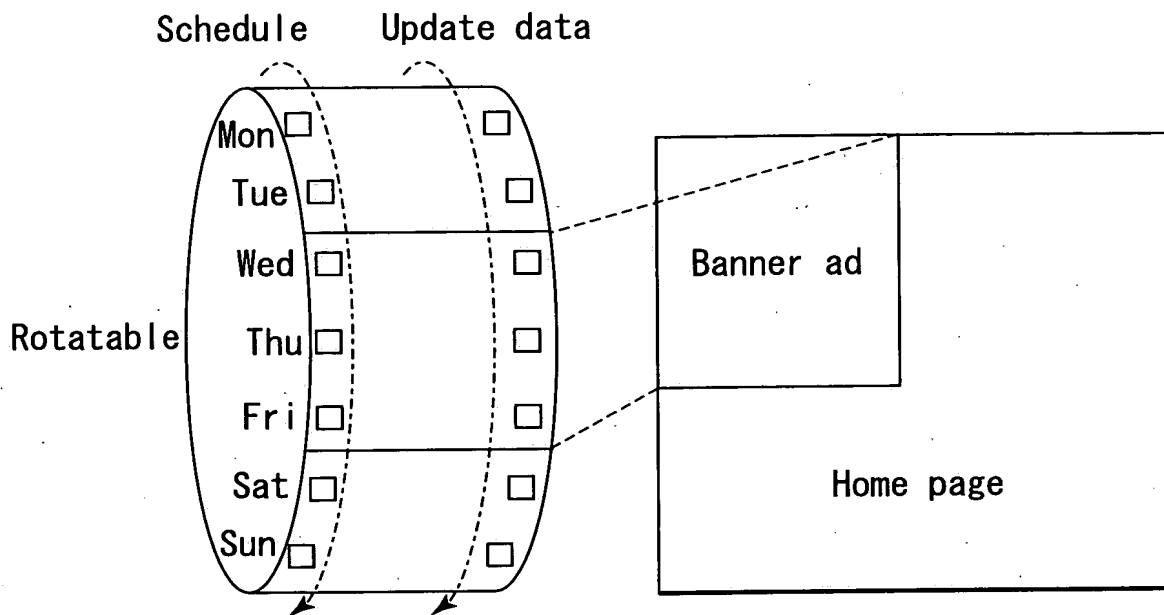 Schedule
Update data
Mon
Tue
Wed
Thu
Fri
Sat
Sun
Rotatable
Banner ad
Home page